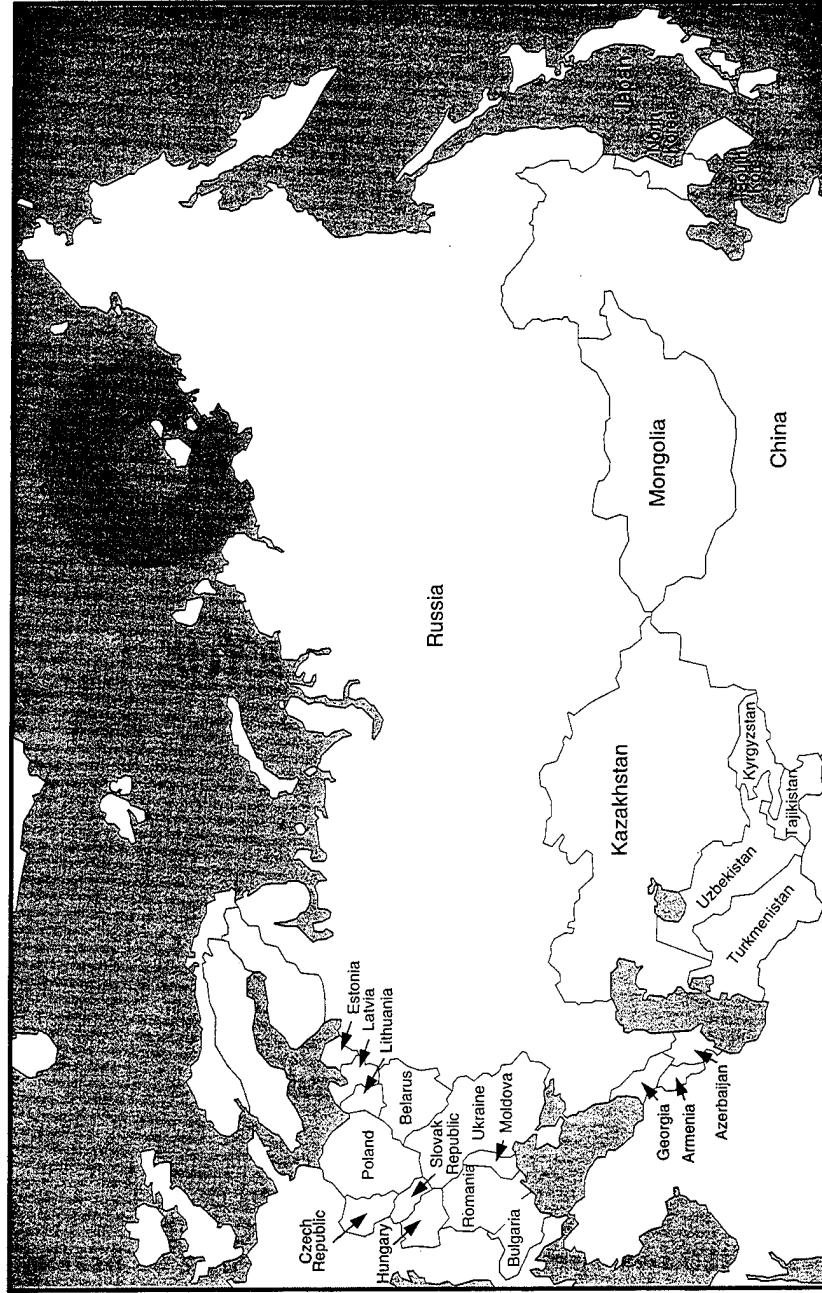 Russia
Mongolia
China
Kazakhstan
Kyrgyzstan
Tajikistan
Uzbekistan
Turkmenistan
Estonia
Latvia
Lithuania
Belarus
Poland
Ukraine
Moldova
Slovak
Republic
Czech
Republic
Hungary
Romania
Bulgaria
Georgia
Armenia
Azerbaijan
Japan